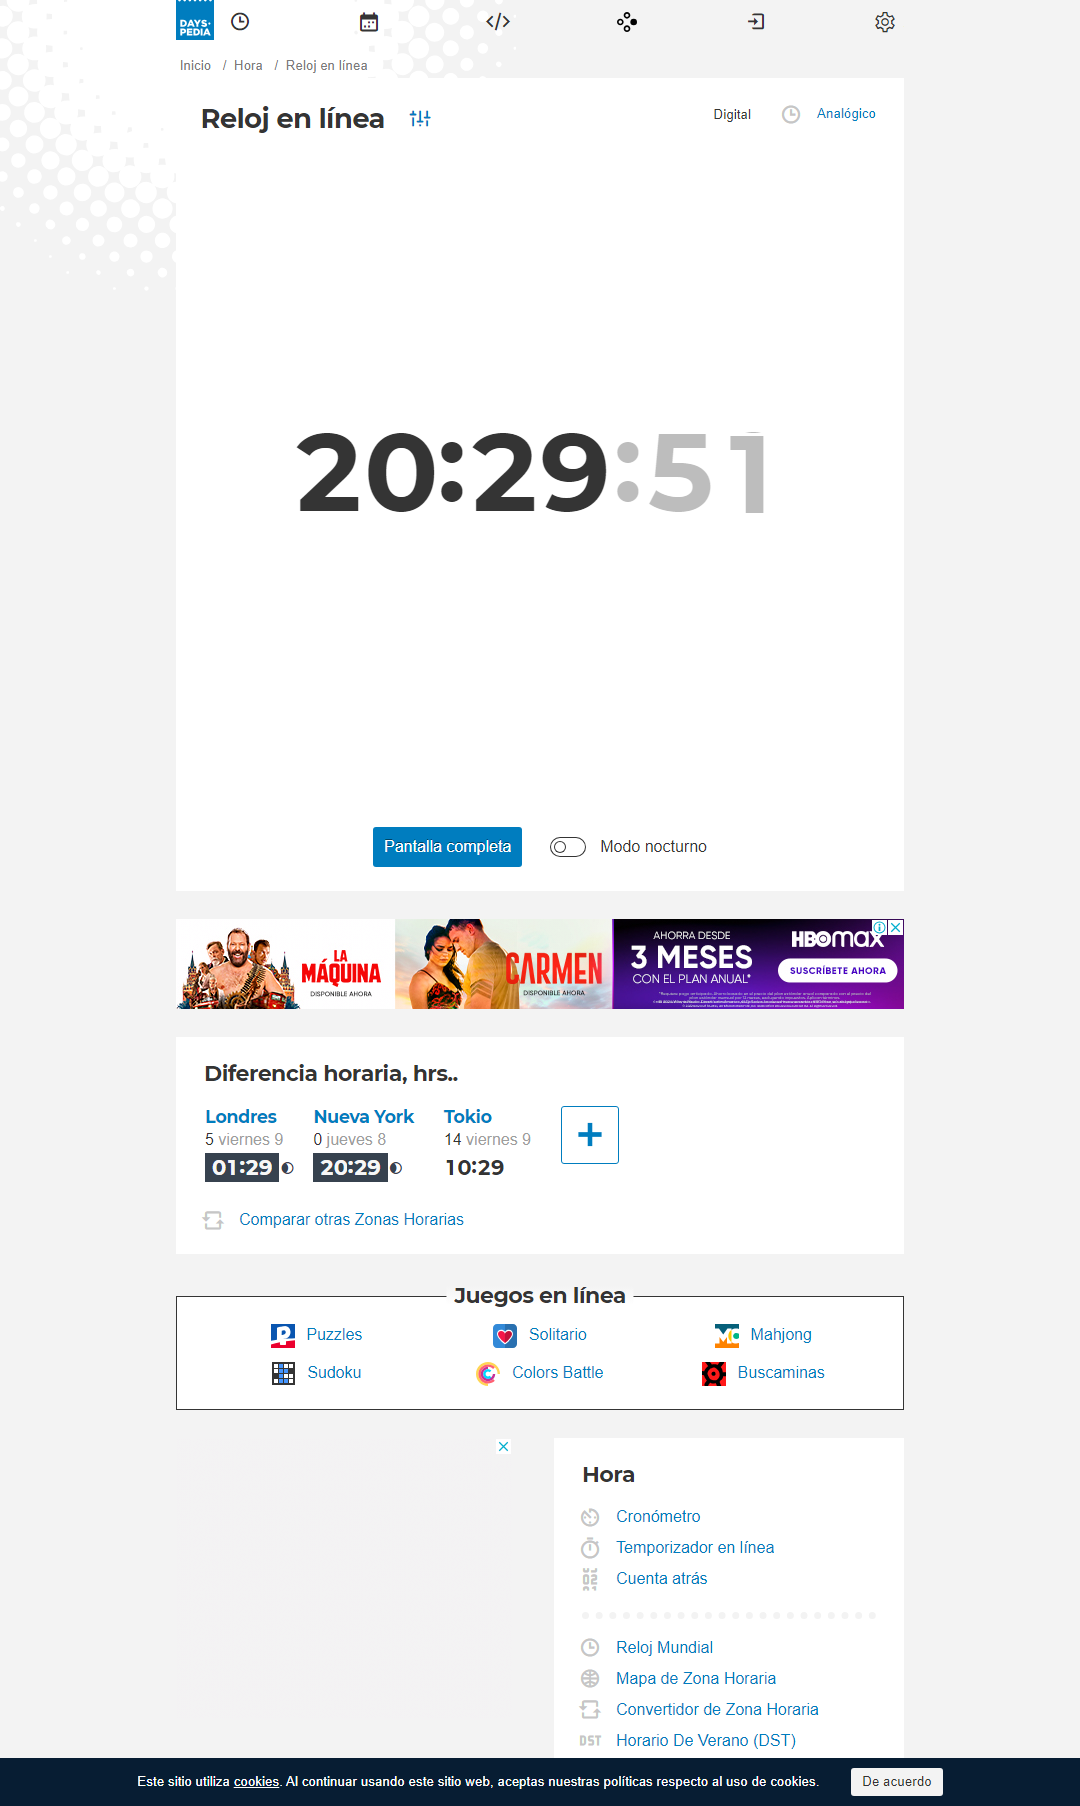 DAYS·
PEDIA
Inicio / Hora / Reloj en línea
Reloj en línea
Digital
Analógico
20:29:51
Pantalla completa
Modo nocturno
LA
MÁQUINA
DISPONIBLE AHORA
CARMEN
DISPONIBLE AHORA
AHORA DESDE
3 MESES
CON EL PLAN ANUAL*
HBOmax
SUSCRÍBETE AHORA
Diferencia horaria, hrs..
Londres
5 viernes 9
01:29
Nueva York
0 jueves 8
20:29
Tokio
14 viernes 9
10:29
Comparar otras Zonas Horarias
Juegos en línea
Puzzles
Solitario
Mahjong
Sudoku
Colors Battle
Buscaminas
Hora
Cronómetro
Temporizador en línea
Cuenta atrás
Reloj Mundial
Mapa de Zona Horaria
Convertidor de Zona Horaria
DST Horario De Verano (DST)
Este sitio utiliza cookies. Al continuar usando este sitio web, aceptas nuestras políticas respecto al uso de cookies.
De acuerdo